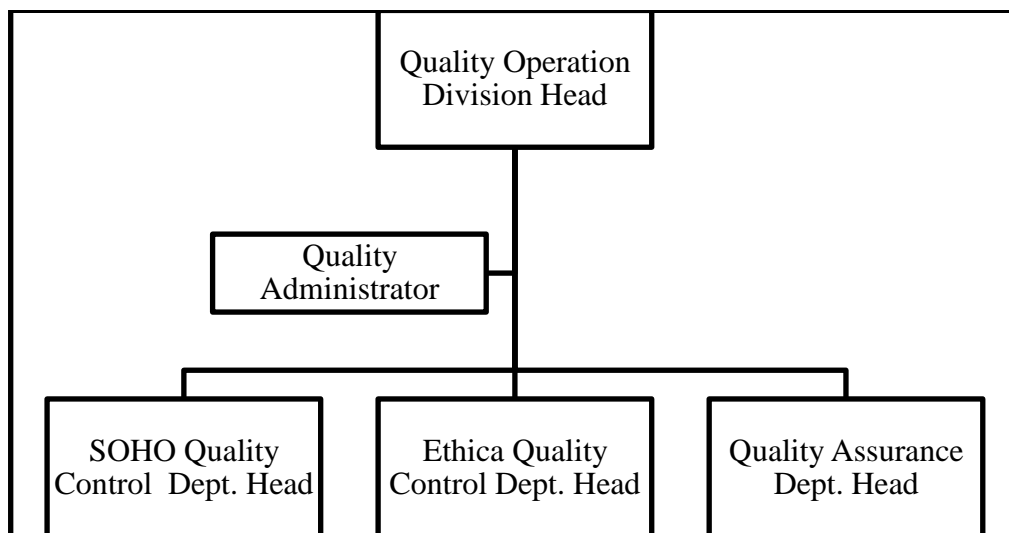 Quality Operation
Division Head
Quality
Administrator
SOHO Quality
Control  Dept. Head
Ethica Quality
Control Dept. Head
Quality Assurance
Dept. Head